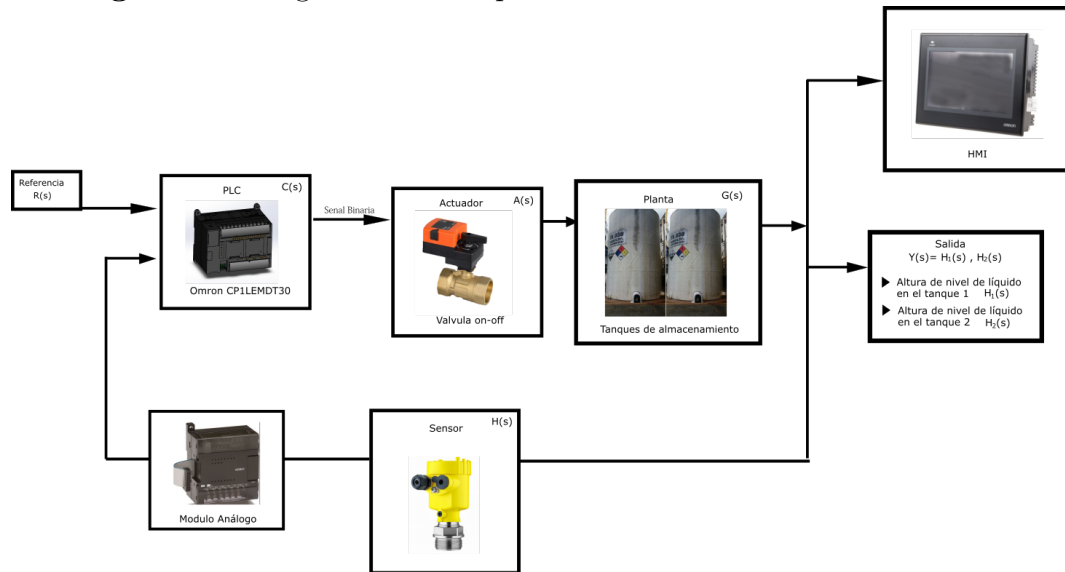 Referencia
R(s)
PLC
C(s)
Omron CP1LEMDT30
Senal Binaria
Actuador
A(s)
Valvula on-off
Planta
G(s)
Tanques de almacenamiento
HMI
Salida
Y(s)= H₁(s) , H₂(s)
Altura de nivel de líquido
en el tanque 1 H₁(s)
Altura de nivel de líquido
en el tanque 2 H₂(s)
Modulo Análogo
Sensor
H(s)